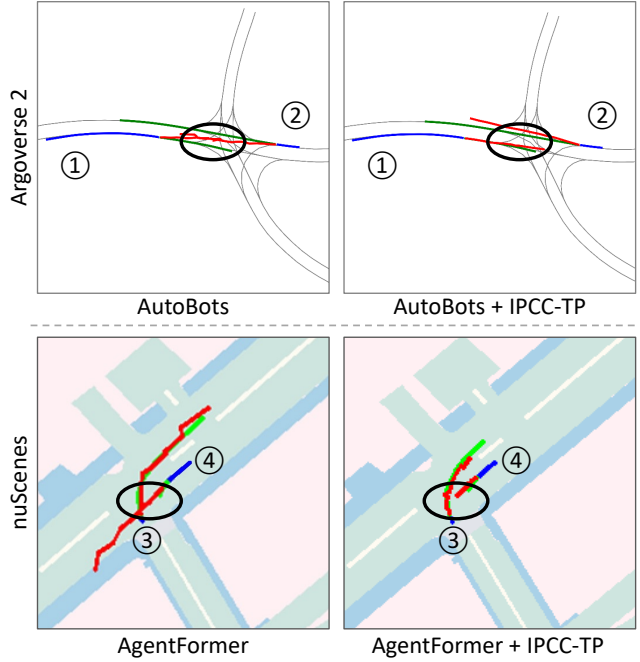 Argoverse 2
①
②
①
②
AutoBots
AutoBots + IPCC-TP
nuScenes
④
③
④
③
AgentFormer
AgentFormer + IPCC-TP